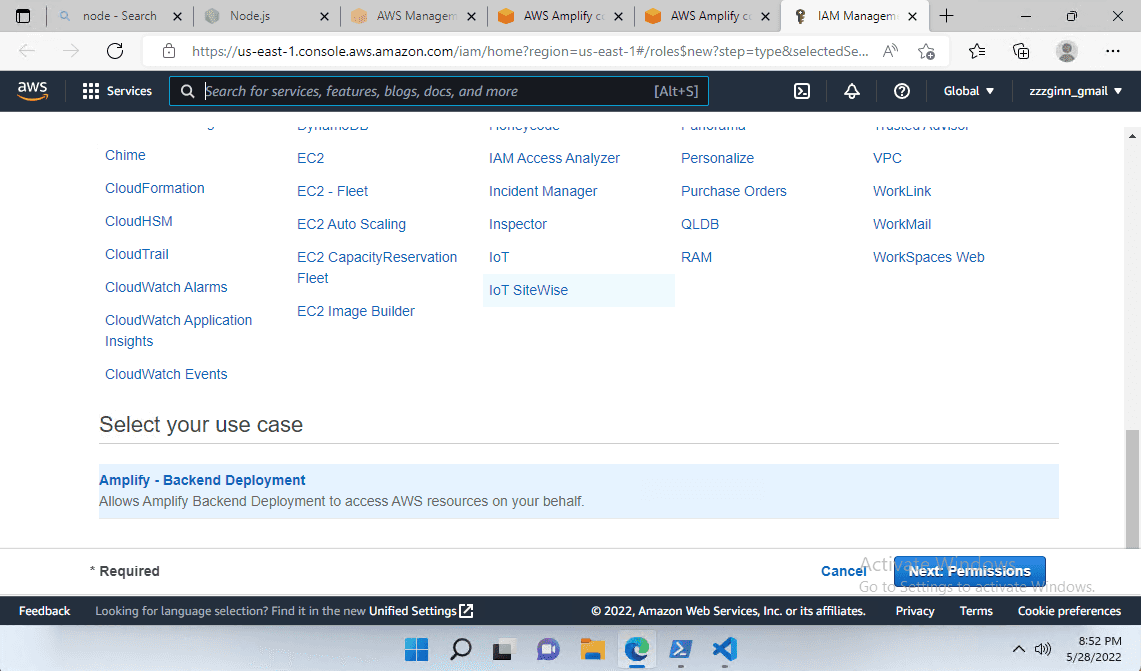 node - Search
Node.js
AWS Managem
AWS Amplify co
AWS Amplify co
IAM Managem
https://us-east-1.console.aws.amazon.com/iam/home?region=us-east-1#/roles$new?step=type&selectedSe...
aws
Services
Search for services, features, blogs, docs, and more
[Alt+S]
Global
zzzginn_gmail
DynamoDB
Honeycode
Panorama
Trusted Advisor
Chime
EC2
IAM Access Analyzer
Personalize
VPC
CloudFormation
EC2 - Fleet
Incident Manager
Purchase Orders
WorkLink
CloudHSM
EC2 Auto Scaling
Inspector
QLDB
WorkMail
CloudTrail
EC2 CapacityReservation
Fleet
IoT
RAM
WorkSpaces Web
CloudWatch Alarms
IoT SiteWise
CloudWatch Application
Insights
EC2 Image Builder
CloudWatch Events
Select your use case
Amplify - Backend Deployment
Allows Amplify Backend Deployment to access AWS resources on your behalf.
* Required
Cancel
Next: Permissions
Activate Windows
Go to Settings to activate Windows.
Feedback
Looking for language selection? Find it in the new Unified Settings
© 2022, Amazon Web Services, Inc. or its affiliates.
Privacy
Terms
Cookie preferences
8:52 PM
5/28/2022